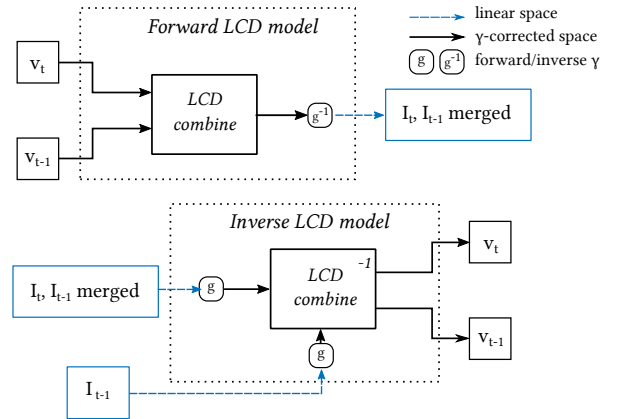 Forward LCD model
linear space
γ-corrected space
g g⁻¹ forward/inverse γ
vₜ
LCD
combine
g⁻¹
Iₜ, Iₜ₋₁ merged
vₜ₋₁
Inverse LCD model
Iₜ, Iₜ₋₁ merged
g
LCD
combine
-1
vₜ
vₜ₋₁
g
Iₜ₋₁